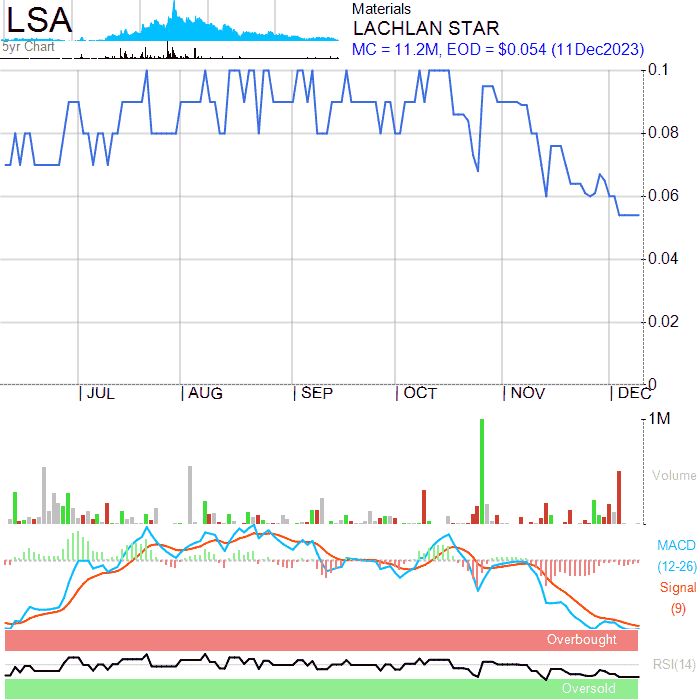 LSA
5yr Chart
Materials
LACHLAN STAR
MC = 11.2M, EOD = $0.054 (11Dec2023)
0.1
0.08
0.06
0.04
0.02
0
JUL AUG SEP OCT NOV DEC
1M
Volume
MACD
(12-26)
Signal
(9)
Overbought
RSI(14)
Oversold